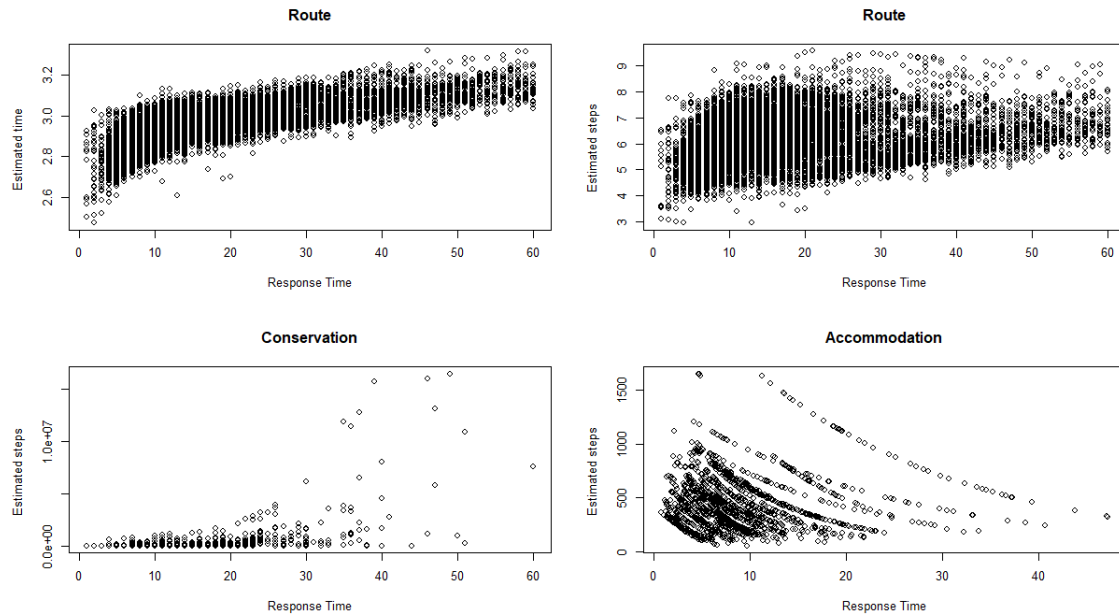 Route
Estimated time
2.6 2.8 3.0 3.2
0 10 20 30 40 50 60
Response Time
Route
Estimated steps
3 4 5 6 7 8 9
0 10 20 30 40 50 60
Response Time
Conservation
Estimated steps
0.0e+00 1.0e+07
0 10 20 30 40 50 60
Response Time
Accommodation
Estimated steps
0 500 1000 1500
0 10 20 30 40
Response Time